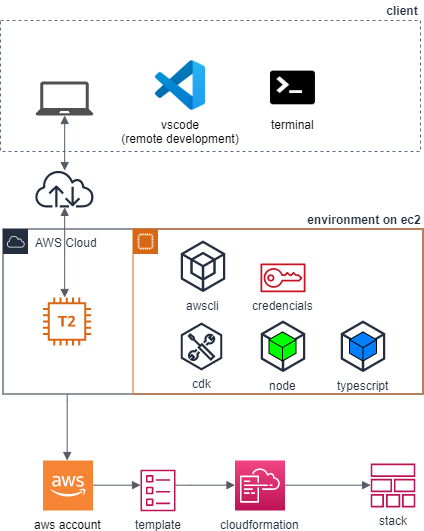 client
vscode
(remote development)
terminal
environment on ec2
AWS Cloud
T2
awscli
credencials
cdk
node
typescript
aws
aws account
template
cloudformation
stack